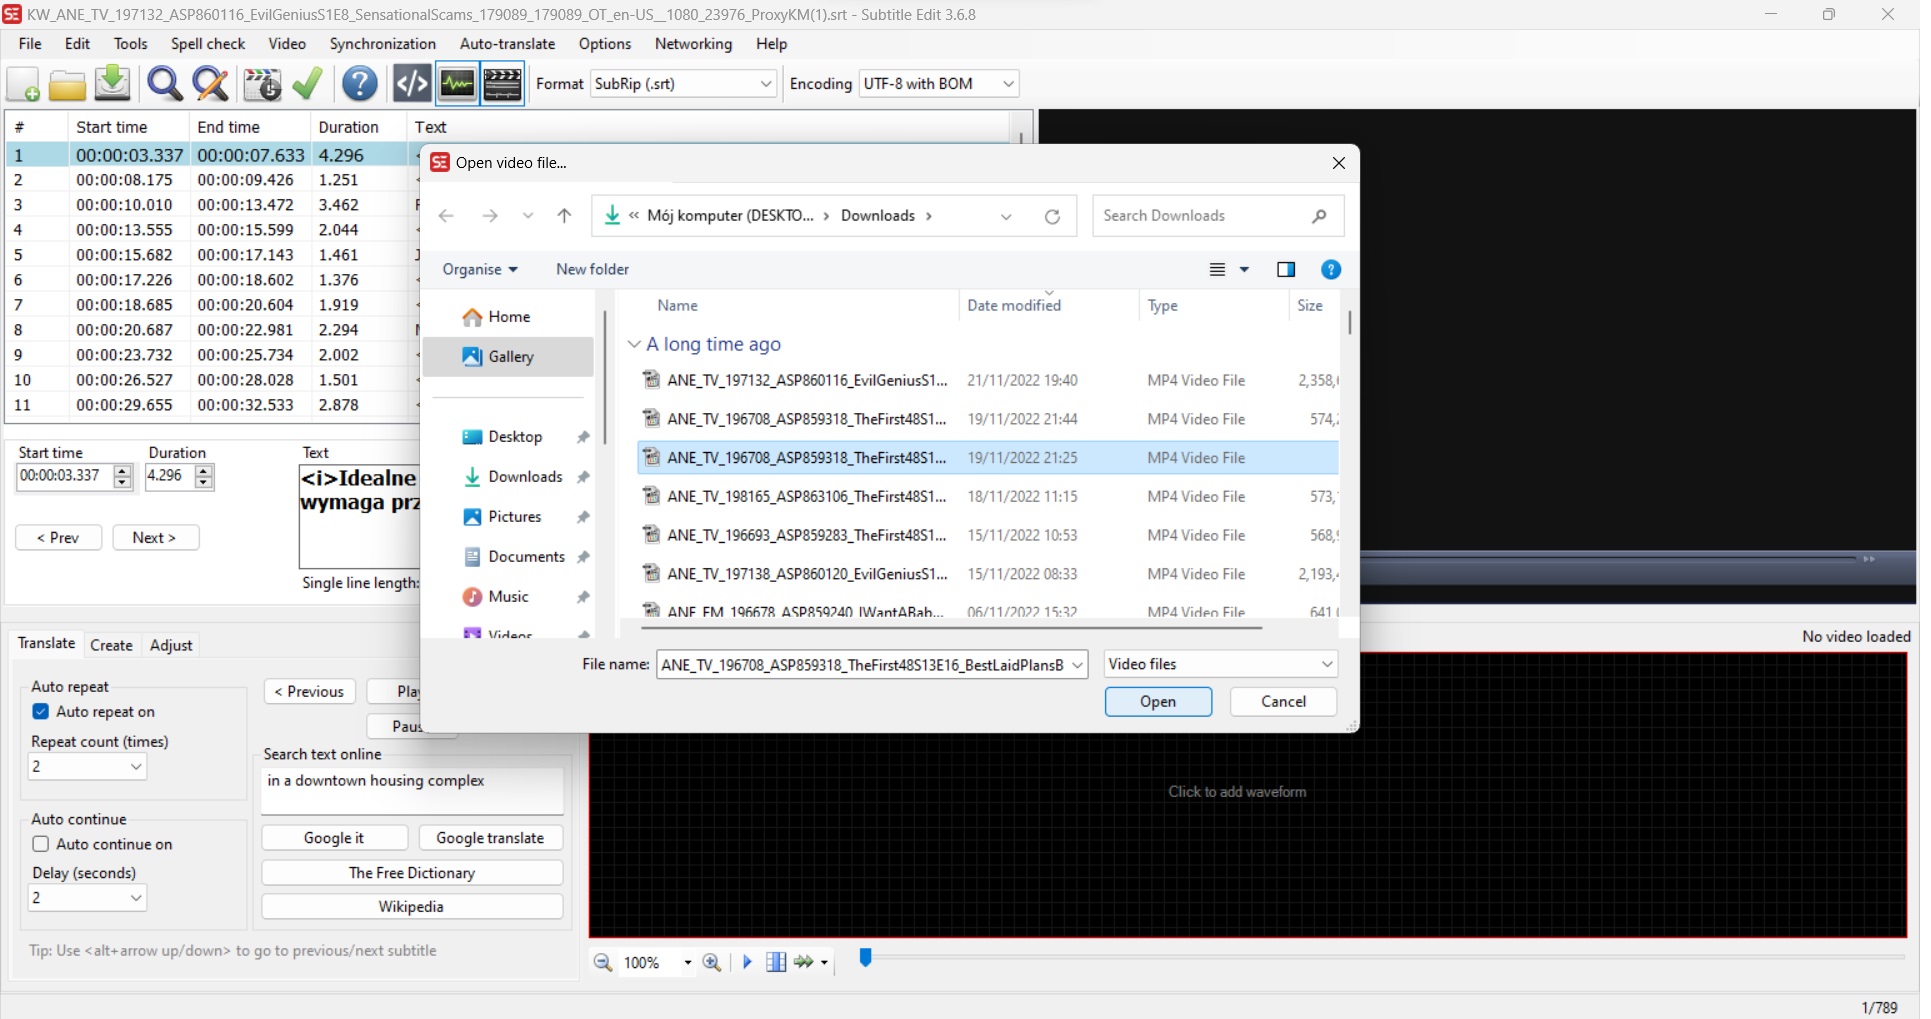 KW_ANE_TV_197132_ASP860116_EvilGeniusS1E8_SensationalScams_179089_179089_OT_en-US__1080_23976_ProxyKM(1).srt - Subtitle Edit 3.6.8
File Edit Tools Spell check Video Synchronization Auto-translate Options Networking Help
Format SubRip (.srt) Encoding UTF-8 with BOM
# Start time End time Duration Text
1 00:00:03.337 00:00:07.633 4.296
2 00:00:08.175 00:00:09.426 1.251
3 00:00:10.010 00:00:13.472 3.462
4 00:00:13.555 00:00:15.599 2.044
5 00:00:15.682 00:00:17.143 1.461
6 00:00:17.226 00:00:18.602 1.376
7 00:00:18.685 00:00:20.604 1.919
8 00:00:20.687 00:00:22.981 2.294
9 00:00:23.732 00:00:25.734 2.002
10 00:00:26.527 00:00:28.028 1.501
11 00:00:29.655 00:00:32.533 2.878
Start time Duration Text
00:00:03.337 4.296
<i>Idealne
wymaga prz
< Prev Next >
Single line length:
SE Open video file...
« Mój komputer (DESKTO... > Downloads >
Search Downloads
Organise New folder
Name Date modified Type Size
Home
Gallery
Desktop
Downloads
Pictures
Documents
Music
Videos
A long time ago
ANE_TV_197132_ASP860116_EvilGeniusS1... 21/11/2022 19:40 MP4 Video File 2,358,
ANE_TV_196708_ASP859318_TheFirst48S1... 19/11/2022 21:44 MP4 Video File 574,
ANE_TV_196708_ASP859318_TheFirst48S1... 19/11/2022 21:25 MP4 Video File
ANE_TV_198165_ASP863106_TheFirst48S1... 18/11/2022 11:15 MP4 Video File 573,
ANE_TV_196693_ASP859283_TheFirst48S1... 15/11/2022 10:53 MP4 Video File 568,
ANE_TV_197138_ASP860120_EvilGeniusS1... 15/11/2022 08:33 MP4 Video File 2,193,
ANE_EM_196678_ASP859240_IWantABab... 06/11/2022 15:32 MP4 Video File 641
File name: ANE_TV_196708_ASP859318_TheFirst48S13E16_BestLaidPlansB Video files
Open Cancel
No video loaded
Translate Create Adjust
Auto repeat
Auto repeat on
Repeat count (times)
2
Auto continue
Auto continue on
Delay (seconds)
2
< Previous Play
Pause
Search text online
in a downtown housing complex
Google it Google translate
The Free Dictionary
Wikipedia
Tip: Use <alt+arrow up/down> to go to previous/next subtitle
Click to add waveform
100%
1/789